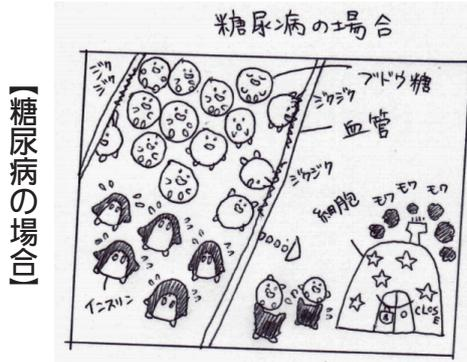 【糖尿病の場合】
糖尿病の場合
ジクジク
ブドウ糖
ジクジク
血管
ジクジク
細胞
モワ モワ モワ
インスリン
CLOSE